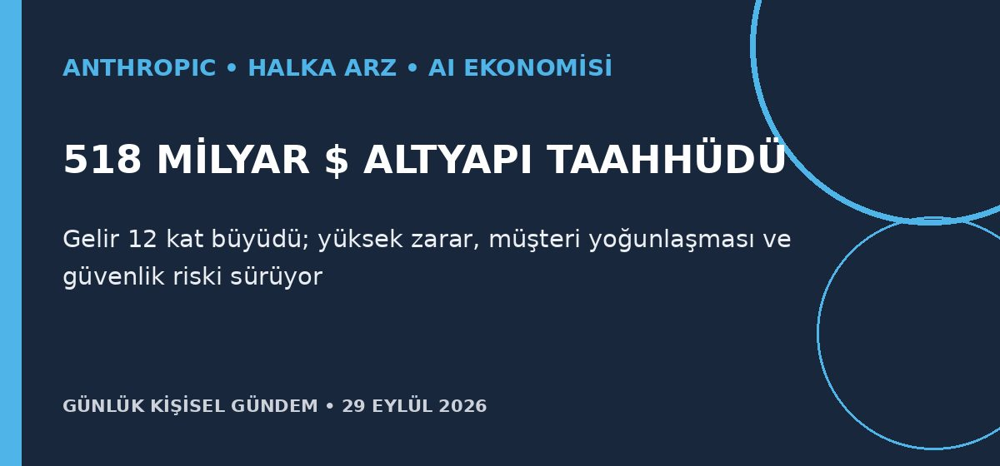 ANTHROPIC • HALKA ARZ • AI EKONOMİSİ
518 MİLYAR $ ALTYAPI TAAHHÜDÜ
Gelir 12 kat büyüdü; yüksek zarar, müşteri yoğunlaşması ve
güvenlik riski sürüyor
GÜNLÜK KİŞİSEL GÜNDEM • 29 EYLÜL 2026